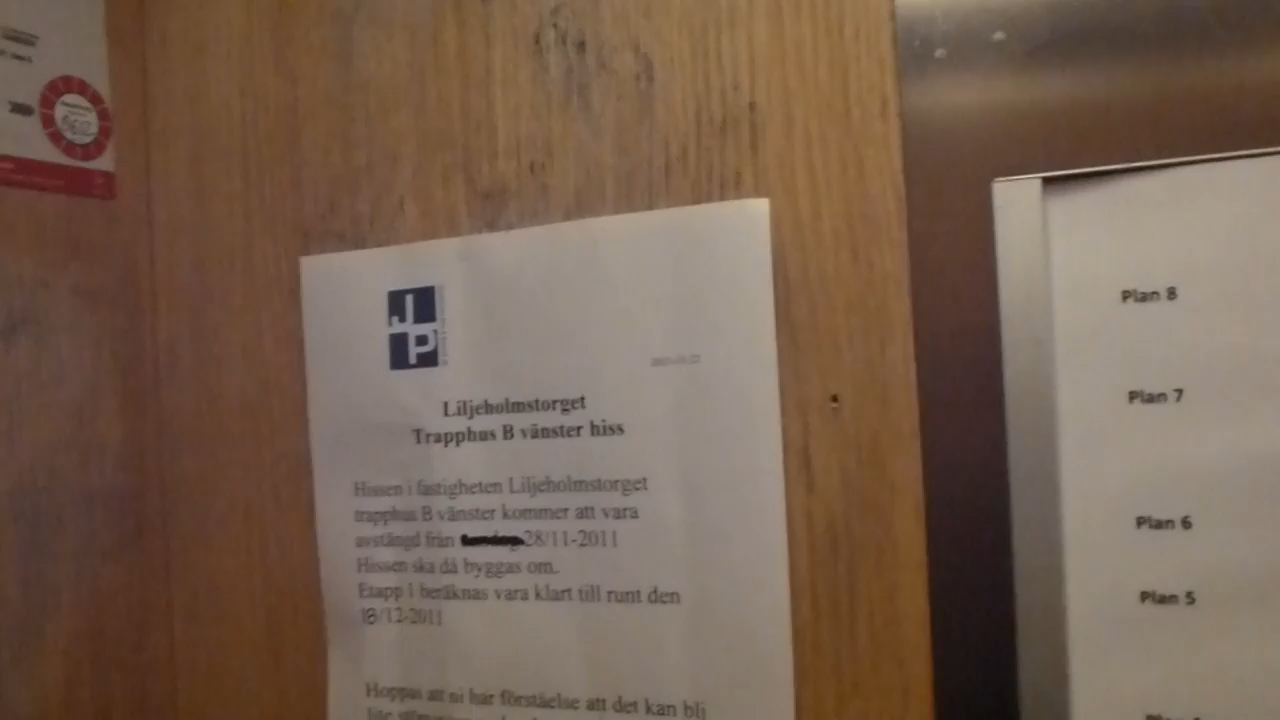 JP
Liljeholmstorget
Trapphus B vänster hiss
Hissen i fastigheten Liljeholmstorget
trapphus B vänster kommer att vara
avstängd från 28/11-2011
Hissen ska då byggas om.
Etapp 1 beräknas vara klart till runt den
18/12-2011
Hoppas att ni har förståelse att det kan blj
lite
Plan 8
Plan 7
Plan 6
Plan 5